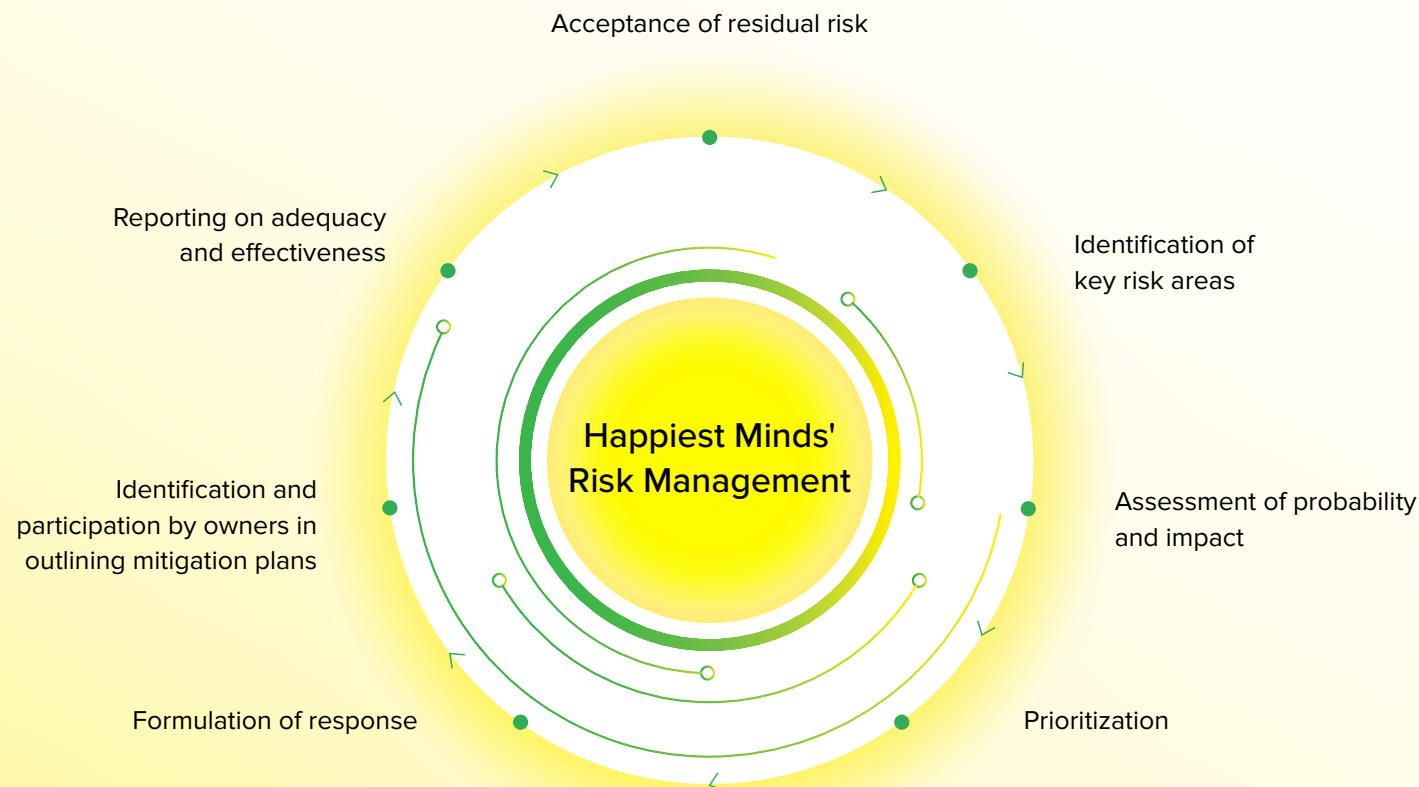 Acceptance of residual risk
Reporting on adequacy
and effectiveness
Identification of
key risk areas
Happiest Minds'
Risk Management
Identification and
participation by owners in
outlining mitigation plans
Assessment of probability
and impact
Formulation of response
Prioritization